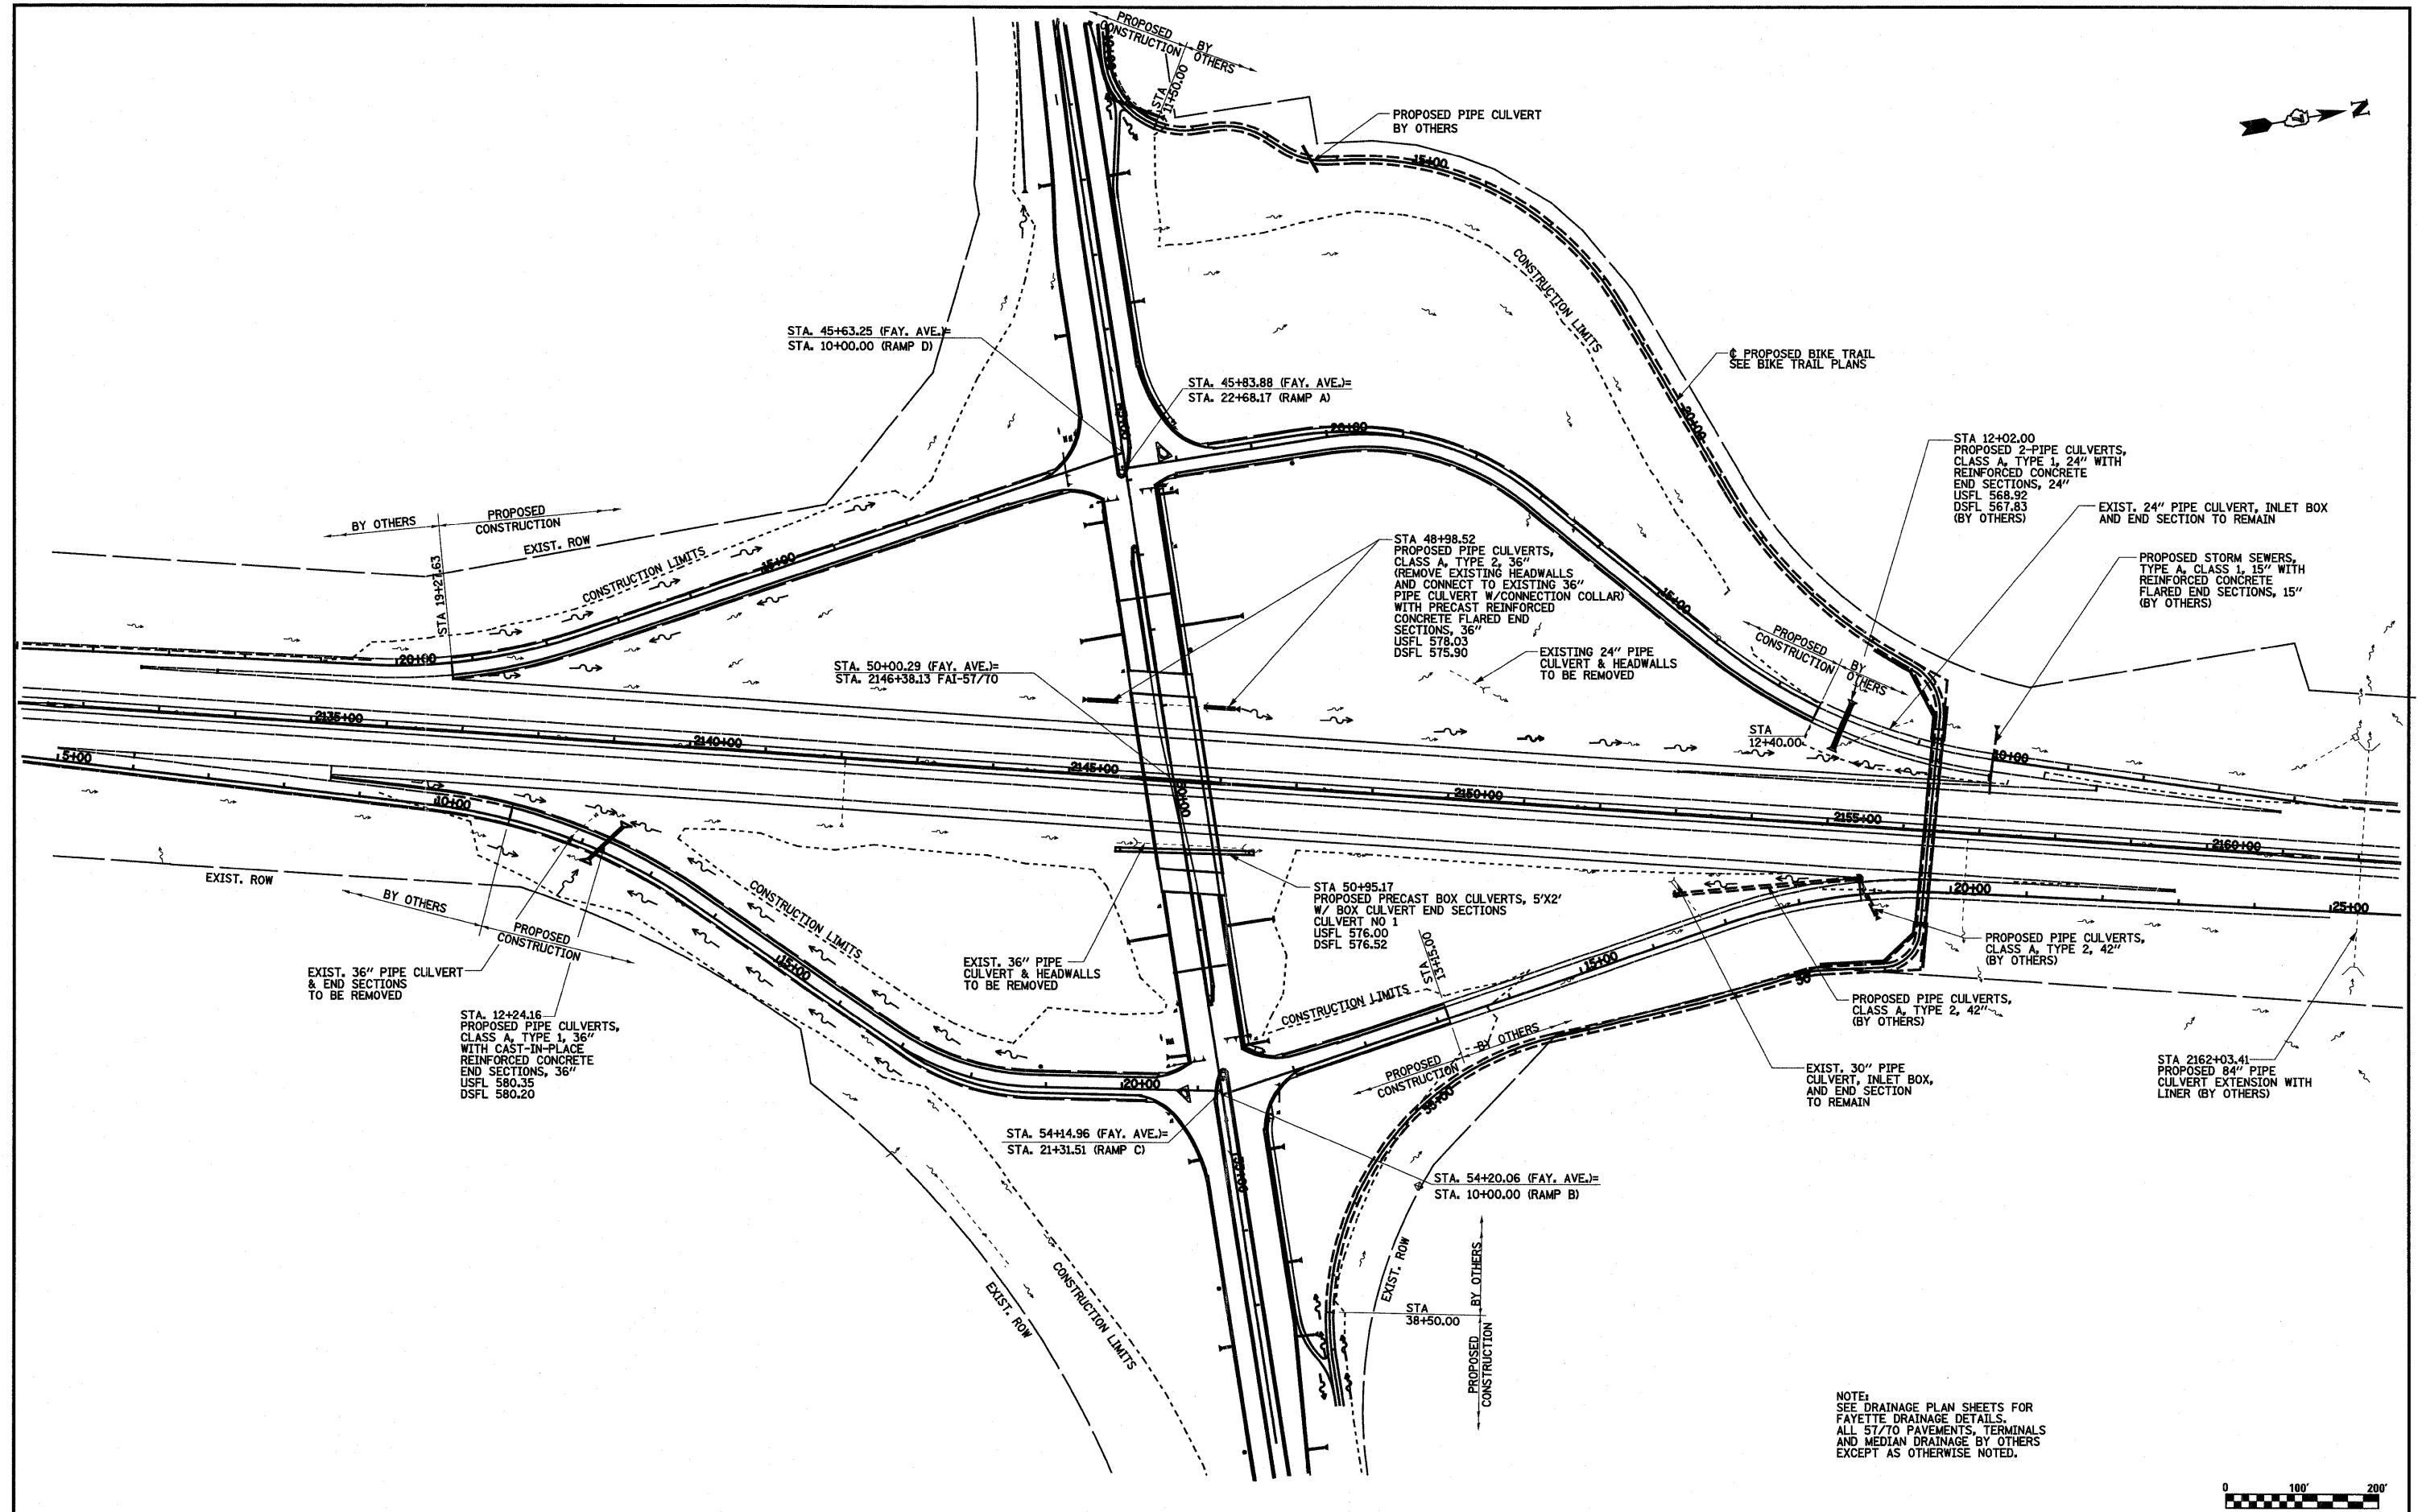 PROPOSED
CONSTRUCTION
BY
OTHERS
STA
11+50.00
PROPOSED PIPE CULVERT
BY OTHERS
15+00
N
CONSTRUCTION LIMITS
STA. 45+63.25 (FAY. AVE.)=
STA. 10+00.00 (RAMP D)
STA. 45+83.88 (FAY. AVE.)=
STA. 22+68.17 (RAMP A)
℄ PROPOSED BIKE TRAIL
SEE BIKE TRAIL PLANS
20+00
20+00
STA 12+02.00
PROPOSED 2-PIPE CULVERTS,
CLASS A, TYPE 1, 24" WITH
REINFORCED CONCRETE
END SECTIONS, 24"
USFL 568.92
DSFL 567.83
(BY OTHERS)
EXIST. 24" PIPE CULVERT, INLET BOX
AND END SECTION TO REMAIN
PROPOSED STORM SEWERS,
TYPE A, CLASS 1, 15" WITH
REINFORCED CONCRETE
FLARED END SECTIONS, 15"
(BY OTHERS)
BY OTHERS
PROPOSED
CONSTRUCTION
EXIST. ROW
STA 19+27.63
CONSTRUCTION LIMITS
15+00
20+00
STA 48+98.52
PROPOSED PIPE CULVERTS,
CLASS A, TYPE 2, 36"
(REMOVE EXISTING HEADWALLS
AND CONNECT TO EXISTING 36"
PIPE CULVERT W/CONNECTION COLLAR)
WITH PRECAST REINFORCED
CONCRETE FLARED END
SECTIONS, 36"
USFL 578.03
DSFL 575.90
EXISTING 24" PIPE
CULVERT & HEADWALLS
TO BE REMOVED
15+00
PROPOSED
CONSTRUCTION
BY
OTHERS
STA
12+40.00
10+00
STA. 50+00.29 (FAY. AVE.)=
STA. 2146+38.13 FAI-57/70
2135+00
2140+00
2145+00
50+00
2150+00
2155+00
2160+00
5+00
10+00
EXIST. ROW
BY OTHERS
PROPOSED
CONSTRUCTION
CONSTRUCTION LIMITS
15+00
EXIST. 36" PIPE CULVERT
& END SECTIONS
TO BE REMOVED
STA. 12+24.16
PROPOSED PIPE CULVERTS,
CLASS A, TYPE 1, 36"
WITH CAST-IN-PLACE
REINFORCED CONCRETE
END SECTIONS, 36"
USFL 580.35
DSFL 580.20
EXIST. 36" PIPE
CULVERT & HEADWALLS
TO BE REMOVED
STA 50+95.17
PROPOSED PRECAST BOX CULVERTS, 5'X2'
W/ BOX CULVERT END SECTIONS
CULVERT NO 1
USFL 576.00
DSFL 576.52
STA
13+15.00
15+00
20+00
25+00
CONSTRUCTION LIMITS
PROPOSED
CONSTRUCTION
BY OTHERS
35+00
PROPOSED PIPE CULVERTS,
CLASS A, TYPE 2, 42"
(BY OTHERS)
PROPOSED PIPE CULVERTS,
CLASS A, TYPE 2, 42"
(BY OTHERS)
EXIST. 30" PIPE
CULVERT, INLET BOX,
AND END SECTION
TO REMAIN
STA 2162+03.41
PROPOSED 84" PIPE
CULVERT EXTENSION WITH
LINER (BY OTHERS)
20+00
STA. 54+14.96 (FAY. AVE.)=
STA. 21+31.51 (RAMP C)
STA. 54+20.06 (FAY. AVE.)=
STA. 10+00.00 (RAMP B)
EXIST. ROW
CONSTRUCTION LIMITS
EXIST. ROW
STA
38+50.00
BY OTHERS
PROPOSED
CONSTRUCTION
NOTE:
SEE DRAINAGE PLAN SHEETS FOR
FAYETTE DRAINAGE DETAILS.
ALL 57/70 PAVEMENTS, TERMINALS
AND MEDIAN DRAINAGE BY OTHERS
EXCEPT AS OTHERWISE NOTED.
0 100' 200'